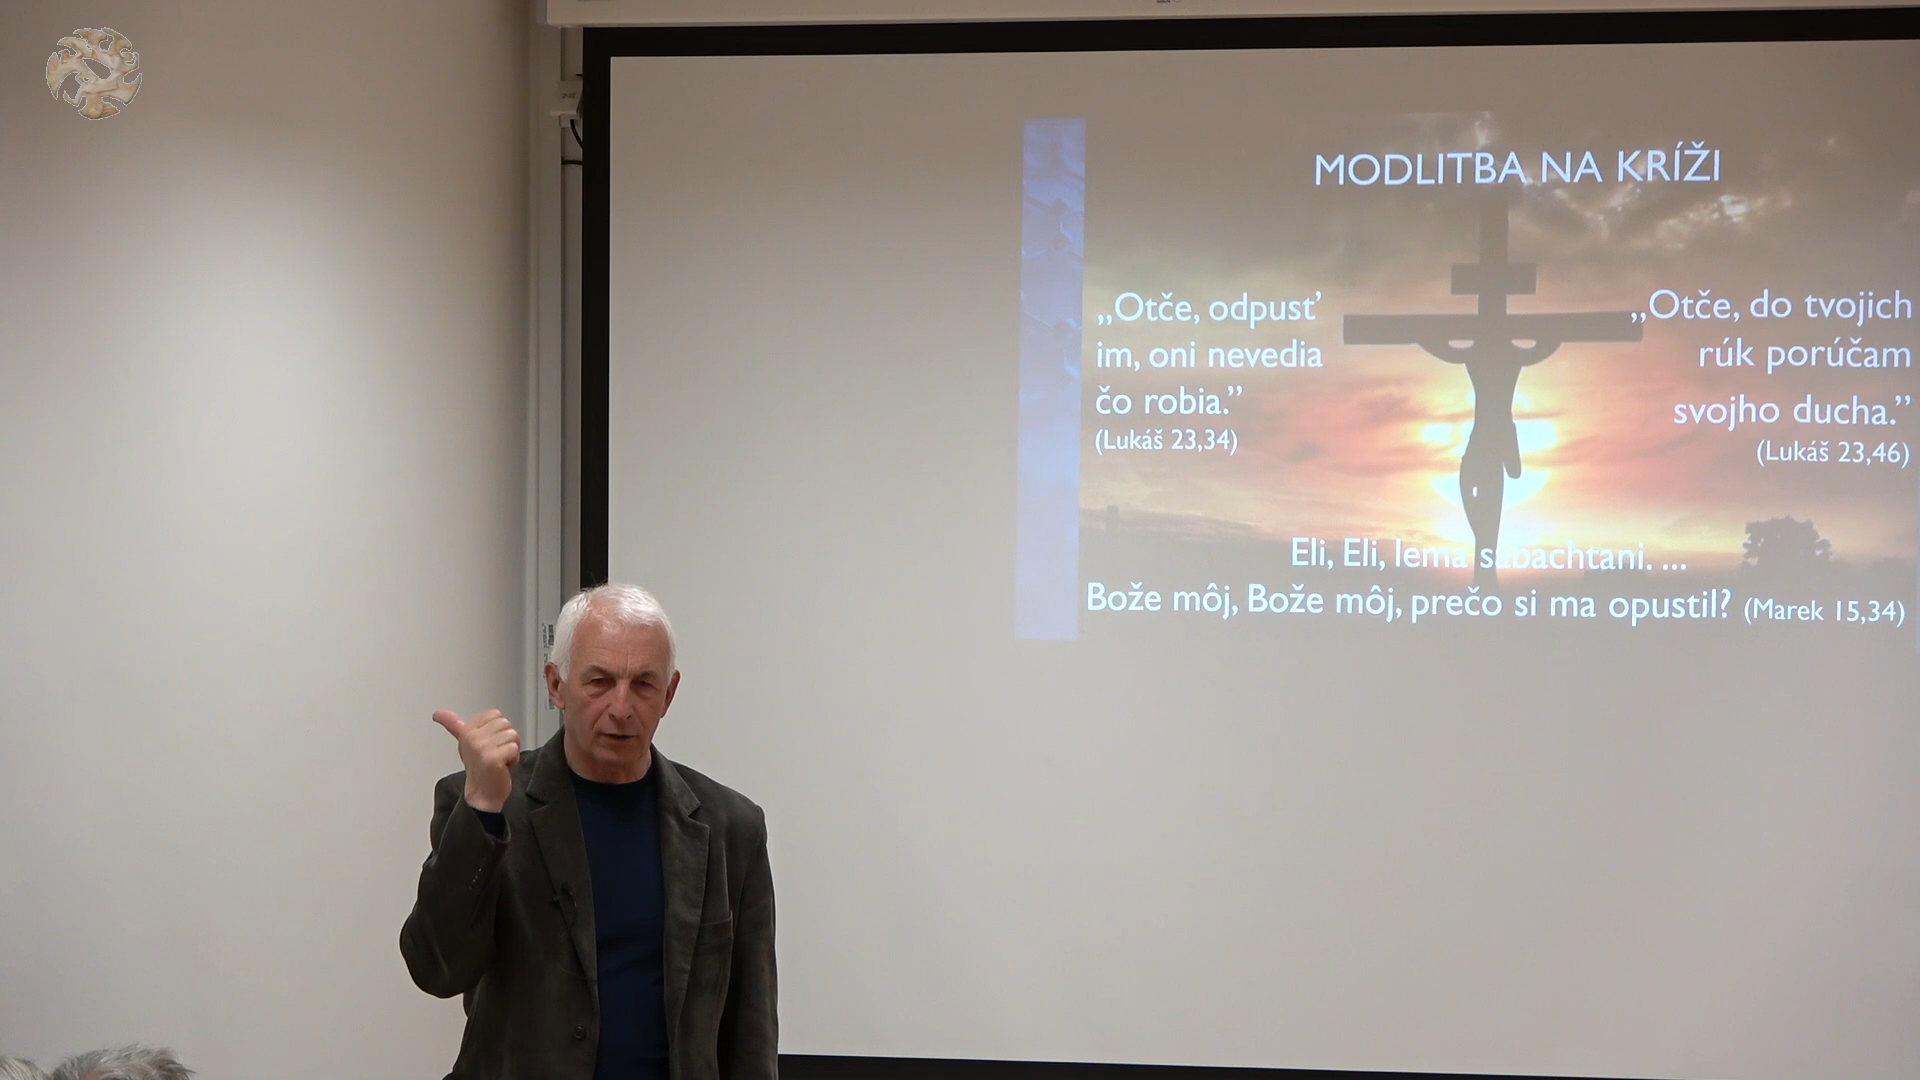 MODLITBA NA KRÍŽI
„Otče, odpusť
im, oni nevedia
čo robia.”
(Lukáš 23,34)
„Otče, do tvojich
rúk porúčam
svojho ducha.”
(Lukáš 23,46)
Eli, Eli, lema sabachtani. ...
Bože môj, Bože môj, prečo si ma opustil? (Marek 15,34)